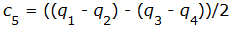 c₅ = ((q₁ - q₂) - (q₃ - q₄))/2